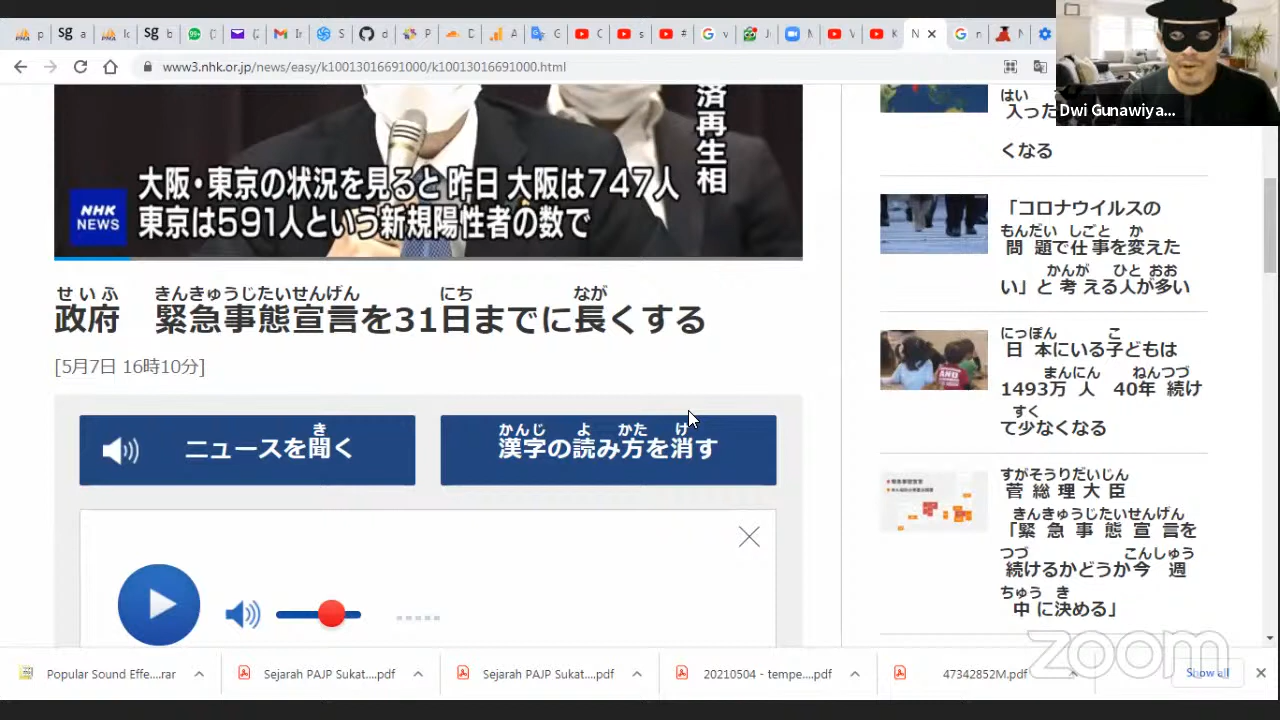 www3.nhk.or.jp/news/easy/k10013016691000/k10013016691000.html
Dwi Gunawiya...
済再生相
大阪・東京の状況を見ると 昨日 大阪は747人
東京は591人という新規陽性者の数で
NHK
NEWS
せいふ きんきゅうじたいせんげん にち なが
政府 緊急事態宣言を31日までに長くする
[5月7日 16時10分]
き
ニュースを聞く
かんじ よ かた け
漢字の読み方を消す
はい
入った
くなる
「コロナウイルスの
もんだい しごと か
問題で仕事を変えた
かんが ひと おお
い」と考える人が多い
にっぽん こ
日本にいる子どもは
まんにん ねんつづ
1493万人 40年続け
すく
て少なくなる
すがそうりだいじん
菅総理大臣
きんきゅうじたいせんげん
「緊急事態宣言を
つづ こんしゅう
続けるかどうか今週
ちゅう き
中に決める」
zoom
Popular Sound Effe....rar
Sejarah PAJP Sukat....pdf
Sejarah PAJP Sukat....pdf
20210504 - tempe....pdf
47342852M.pdf
Show all